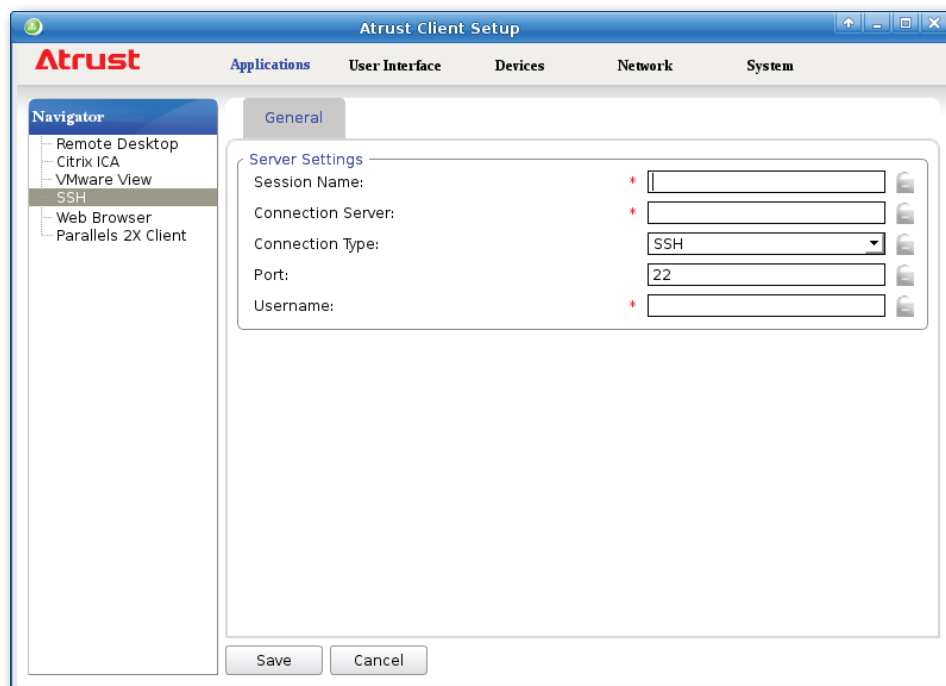 Atrust Client Setup
Atrust
Applications User Interface Devices Network System
Navigator
Remote Desktop
Citrix ICA
VMware View
SSH
Web Browser
Parallels 2X Client
General
Server Settings
Session Name: *
Connection Server: *
Connection Type: SSH
Port: 22
Username: *
Save Cancel